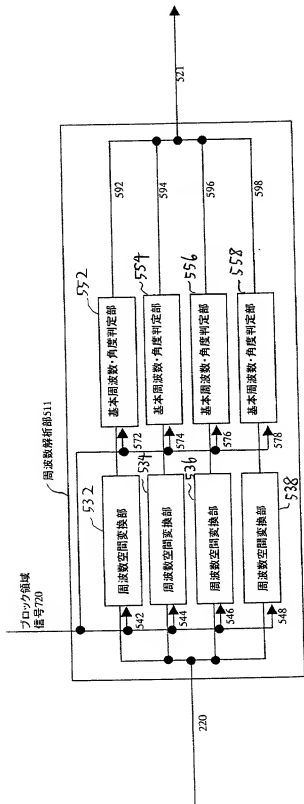 ブロック領域
信号720
周波数解析部511
220
542
544
546
548
532
534
536
538
周波数空間変換部
周波数空間変換部
周波数空間変換部
周波数空間変換部
572
574
576
578
552
554
556
558
基本周波数・角度判定部
基本周波数・角度判定部
基本周波数・角度判定部
基本周波数・角度判定部
592
594
596
598
521